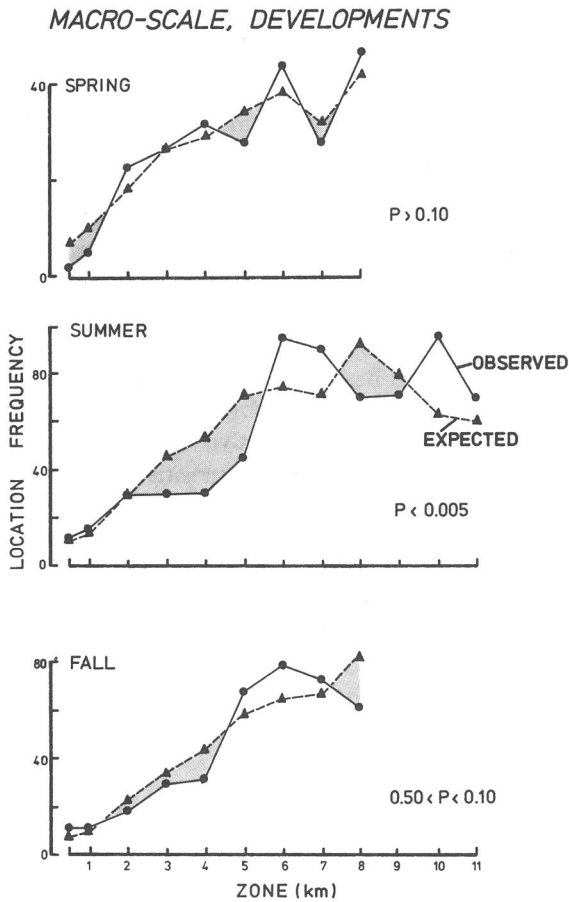 MACRO-SCALE, DEVELOPMENTS
SPRING
40
0
P > 0.10
SUMMER
80
40
0
OBSERVED
EXPECTED
P < 0.005
LOCATION FREQUENCY
FALL
80
40
0
0.50 < P < 0.10
1 2 3 4 5 6 7 8 9 10 11
ZONE (km)